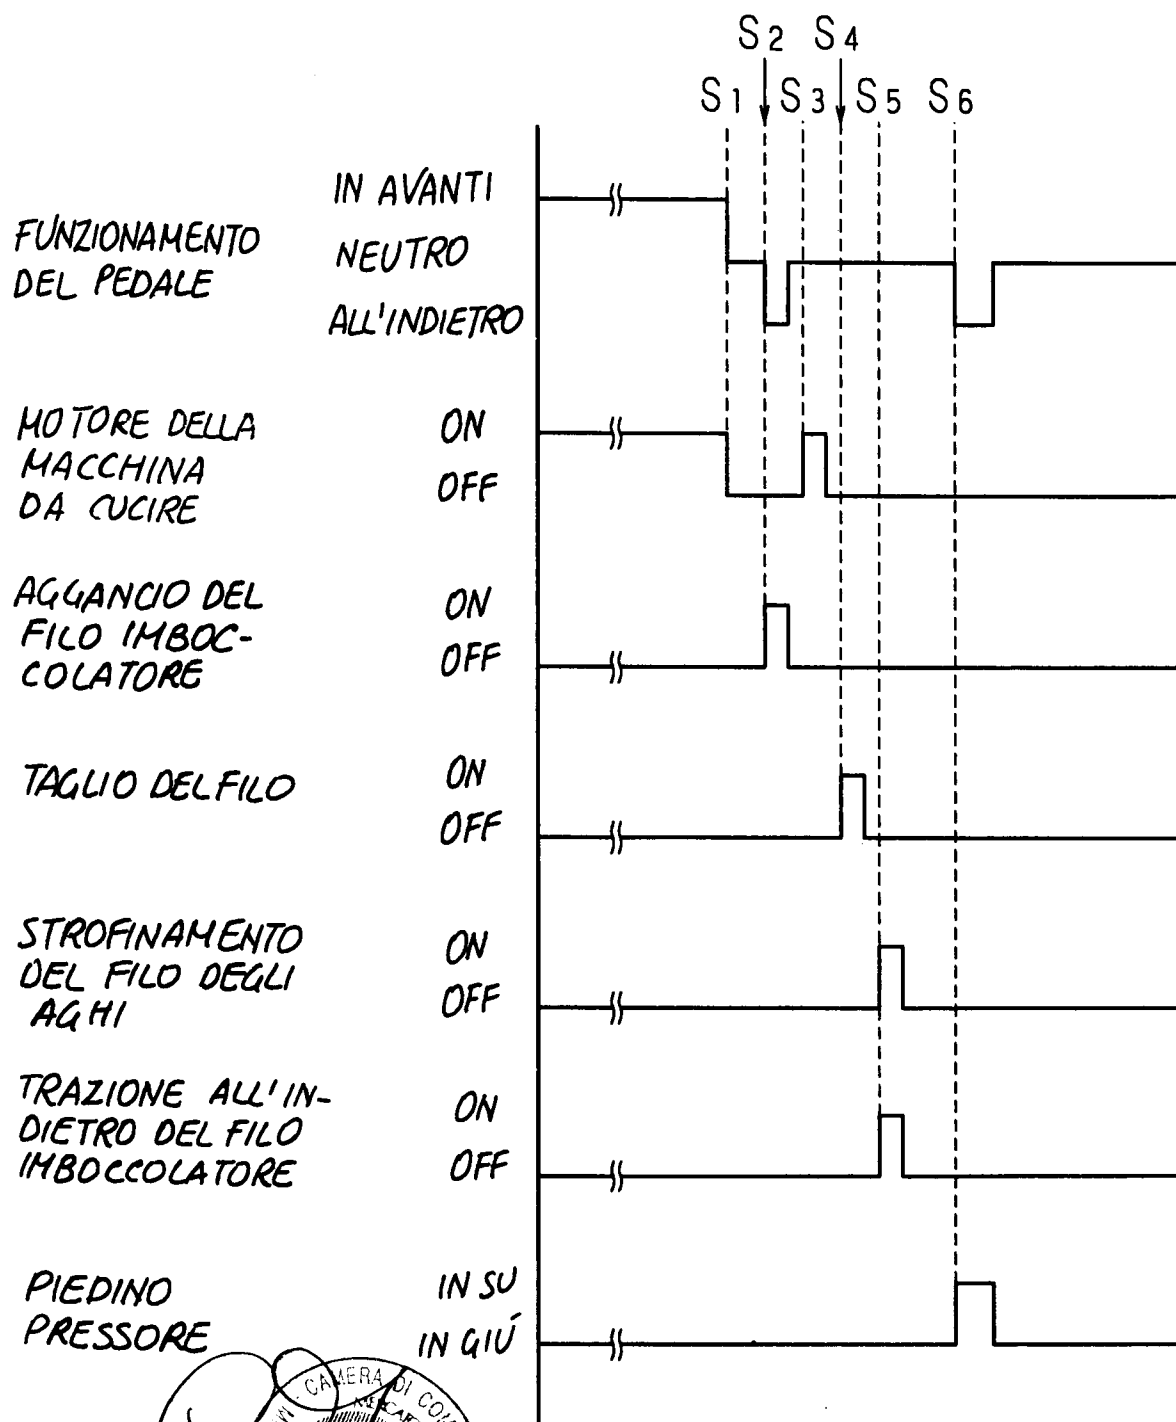 S2 S4
S1 S3 S5 S6
IN AVANTI
FUNZIONAMENTO
DEL PEDALE
NEUTRO
ALL'INDIETRO
MOTORE DELLA
MACCHINA
DA CUCIRE
ON
OFF
AGGANCIO DEL
FILO IMBOC-
COLATORE
ON
OFF
TAGLIO DEL FILO
ON
OFF
STROFINAMENTO
DEL FILO DEGLI
AGHI
ON
OFF
TRAZIONE ALL'IN-
DIETRO DEL FILO
IMBOCCOLATORE
ON
OFF
PIEDINO
PRESSORE
IN SU
IN GIÚ
CAMERA DI